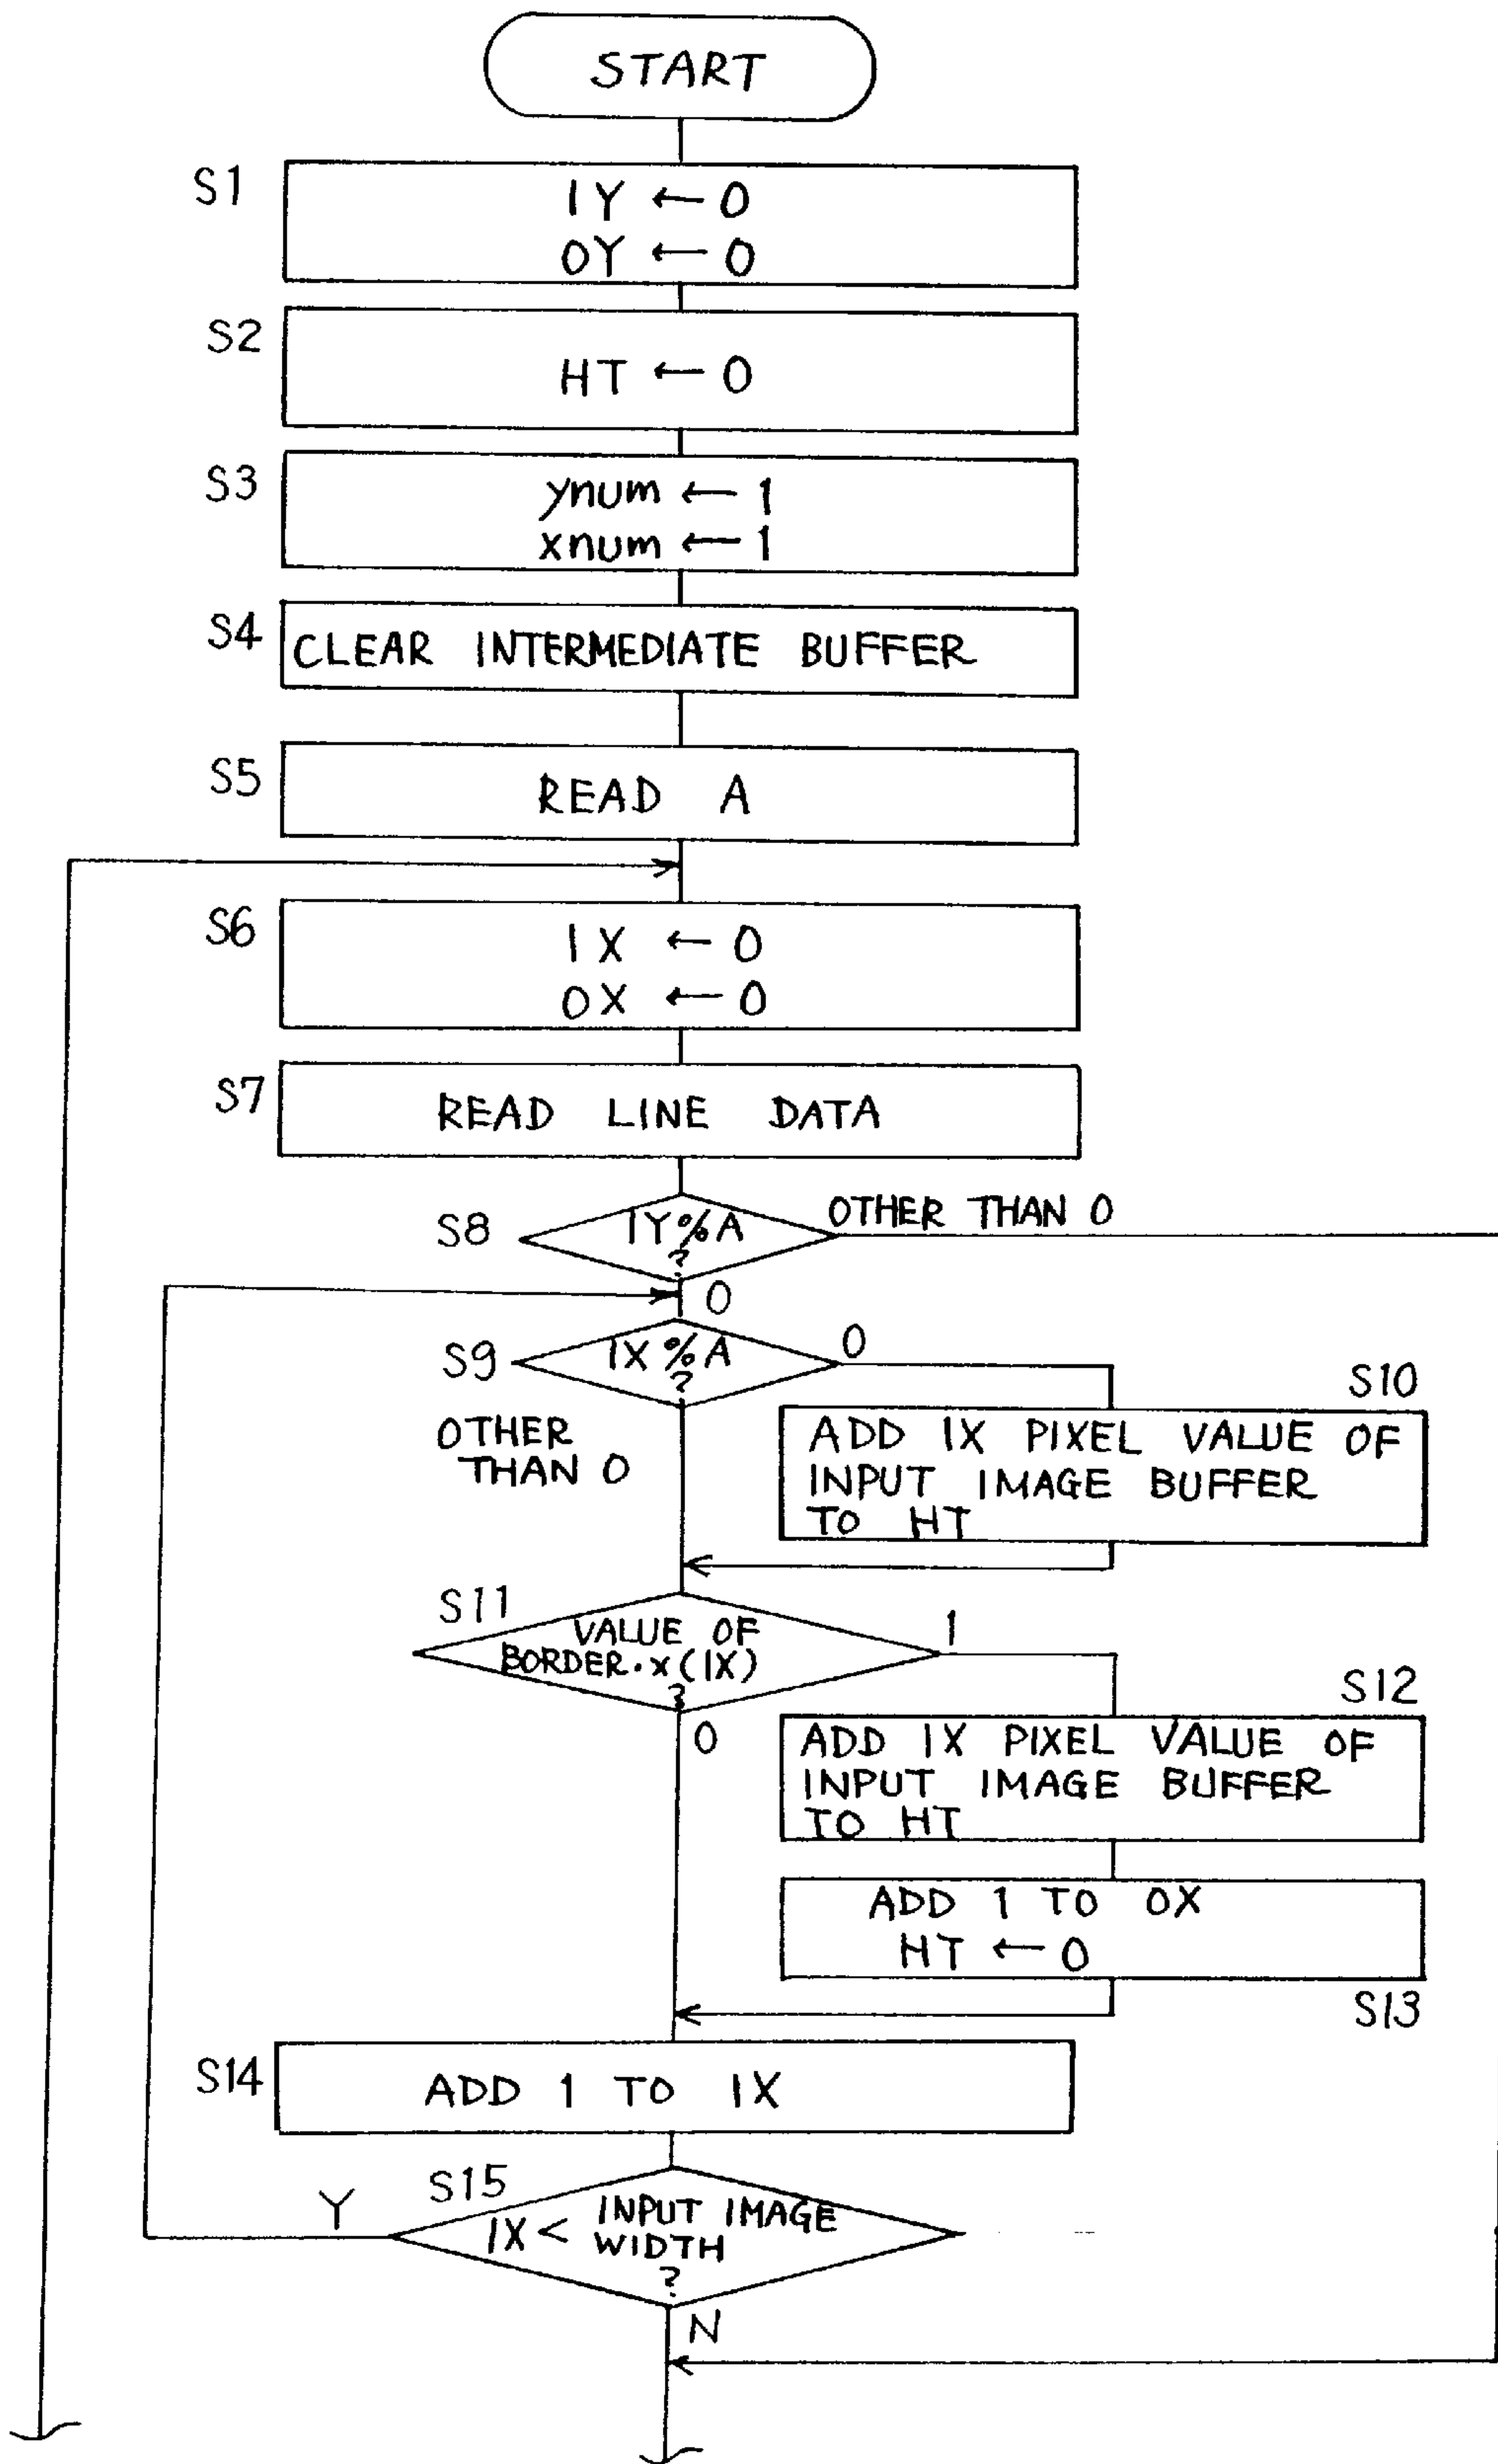 START
S1
IY ← 0
OY ← 0
S2
HT ← 0
S3
ynum ← 1
xnum ← 1
S4
CLEAR INTERMEDIATE BUFFER
S5
READ A
S6
IX ← 0
OX ← 0
S7
READ LINE DATA
S8
IY%A
?
OTHER THAN 0
0
S9
IX%A
?
0
OTHER
THAN 0
S10
ADD IX PIXEL VALUE OF
INPUT IMAGE BUFFER
TO HT
S11
VALUE OF
BORDER.x(IX)
?
1
0
S12
ADD IX PIXEL VALUE OF
INPUT IMAGE BUFFER
TO HT
ADD 1 TO OX
HT ← 0
S13
S14
ADD 1 TO IX
S15
IX < INPUT IMAGE
WIDTH
?
Y
N